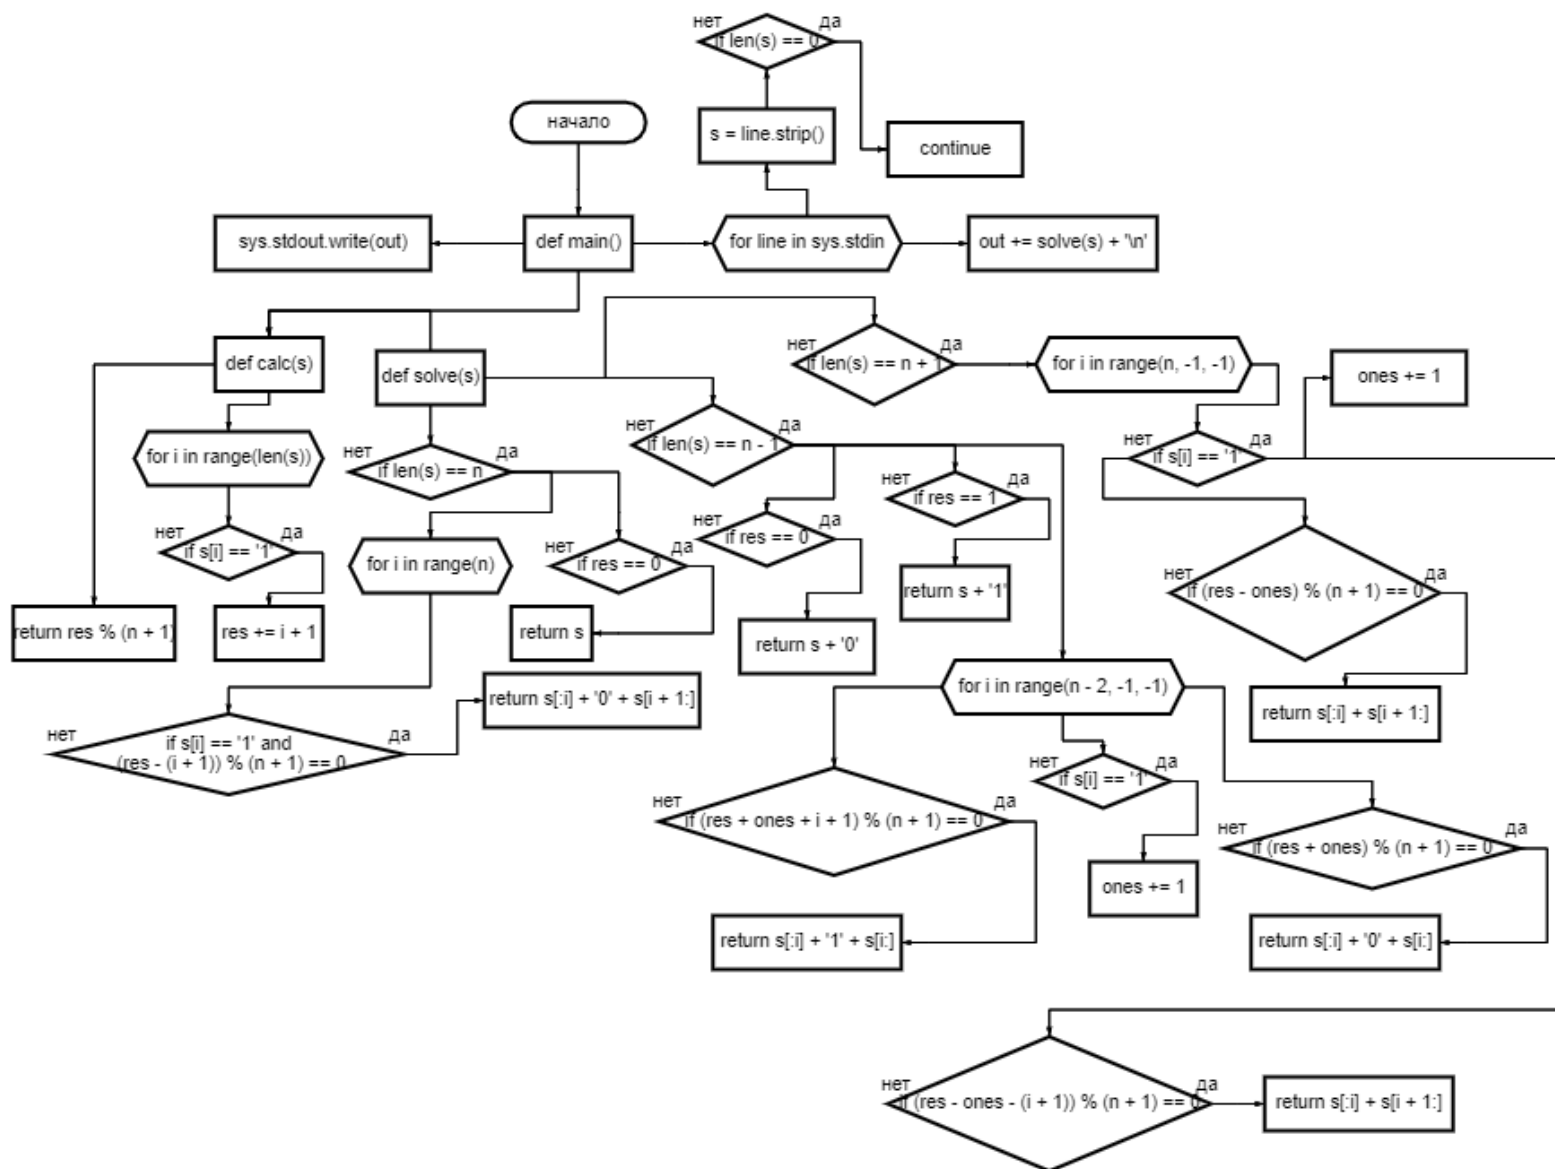 нет
да
if len(s) == 0
начало
s = line.strip()
continue
sys.stdout.write(out)
def main()
for line in sys.stdin
out += solve(s) + '\n'
def calc(s)
def solve(s)
нет
да
if len(s) == n + 1
for i in range(n, -1, -1)
ones += 1
for i in range(len(s))
нет
да
if len(s) == n
нет
да
if len(s) == n - 1
нет
да
if s[i] == '1'
нет
да
if s[i] == '1'
for i in range(n)
нет
да
if res == 0
нет
да
if res == 0
нет
да
if res == 1
return s + '1'
нет
да
if (res - ones) % (n + 1) == 0
return res % (n + 1)
res += i + 1
return s
return s + '0'
return s[:i] + '0' + s[i + 1:]
for i in range(n - 2, -1, -1)
return s[:i] + s[i + 1:]
нет
да
if s[i] == '1' and
(res - (i + 1)) % (n + 1) == 0
нет
да
if s[i] == '1'
нет
да
if (res + ones + i + 1) % (n + 1) == 0
нет
да
if (res + ones) % (n + 1) == 0
ones += 1
return s[:i] + '1' + s[i:]
return s[:i] + '0' + s[i:]
нет
да
if (res - ones - (i + 1)) % (n + 1) == 0
return s[:i] + s[i + 1:]